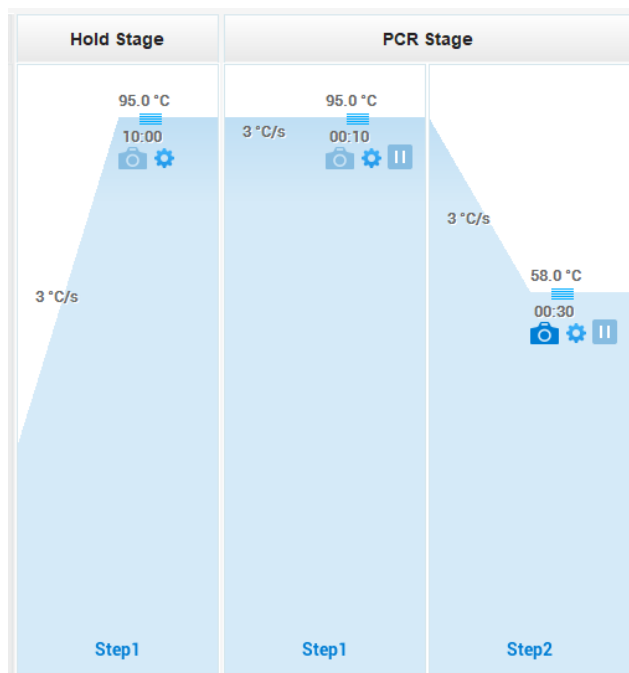 Hold Stage
PCR Stage
95.0 °C
10:00
3 °C/s
Step1
95.0 °C
3 °C/s
00:10
Step1
3 °C/s
58.0 °C
00:30
Step2